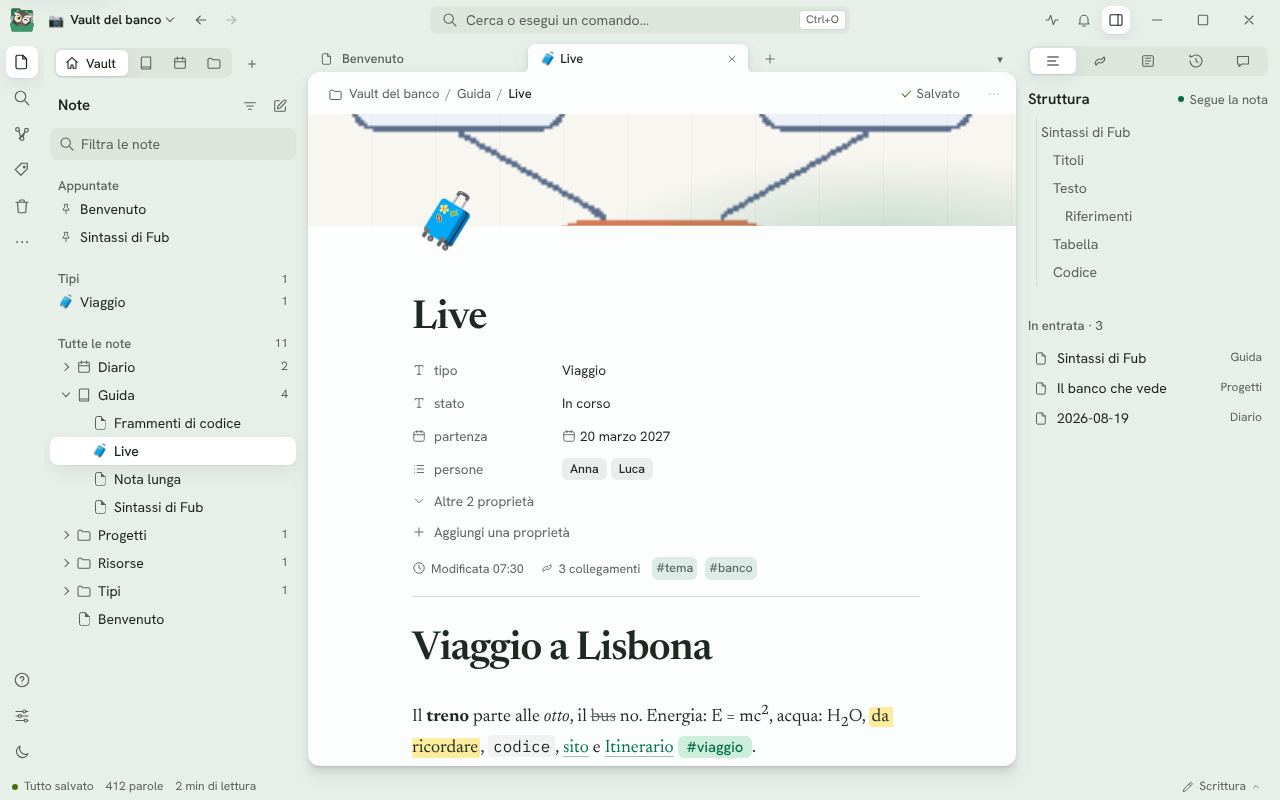 Vault del banco
Cerca o esegui un comando…
Ctrl+O
Vault
Note
Filtra le note
Appuntate
Benvenuto
Sintassi di Fub
Tipi 1
Viaggio 1
Tutte le note 11
Diario 2
Guida 4
Frammenti di codice
Live
Nota lunga
Sintassi di Fub
Progetti 1
Risorse 1
Tipi 1
Benvenuto
Benvenuto
Live
Vault del banco / Guida / Live
Salvato
Live
tipo Viaggio
stato In corso
partenza 20 marzo 2027
persone Anna Luca
Altre 2 proprietà
Aggiungi una proprietà
Modificata 07:30 3 collegamenti #tema #banco
Viaggio a Lisbona
Il treno parte alle otto, il bus no. Energia: E = mc², acqua: H₂O, da
ricordare, codice, sito e Itinerario #viaggio.
Struttura
Segue la nota
Sintassi di Fub
Titoli
Testo
Riferimenti
Tabella
Codice
In entrata · 3
Sintassi di Fub Guida
Il banco che vede Progetti
2026-08-19 Diario
Tutto salvato 412 parole 2 min di lettura
Scrittura